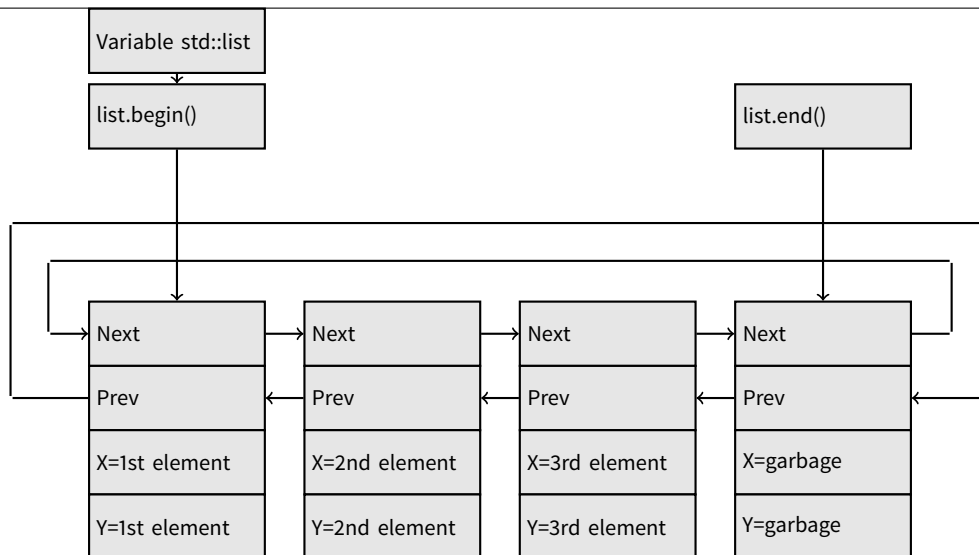 Variable std::list
list.begin()
list.end()
Next
Next
Next
Next
Prev
Prev
Prev
Prev
X=1st element
X=2nd element
X=3rd element
X=garbage
Y=1st element
Y=2nd element
Y=3rd element
Y=garbage